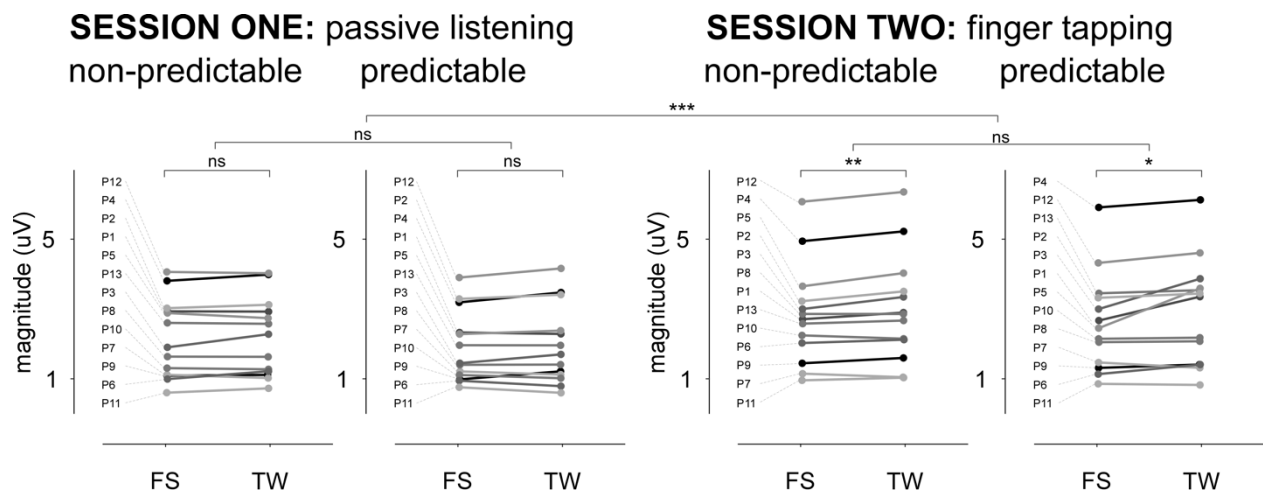 SESSION ONE: passive listening
non-predictable predictable
SESSION TWO: finger tapping
non-predictable predictable
***
ns
ns
ns
ns
**
*
magnitude (uV)
5
1
P12
P4
P2
P1
P5
P13
P3
P8
P10
P7
P9
P6
P11
FS TW
5
1
P12
P2
P4
P1
P5
P13
P3
P8
P7
P10
P9
P6
P11
FS TW
magnitude (uV)
5
1
P12
P4
P5
P2
P3
P8
P1
P13
P10
P6
P9
P7
P11
FS TW
5
1
P4
P12
P13
P2
P3
P1
P5
P10
P8
P7
P9
P6
P11
FS TW